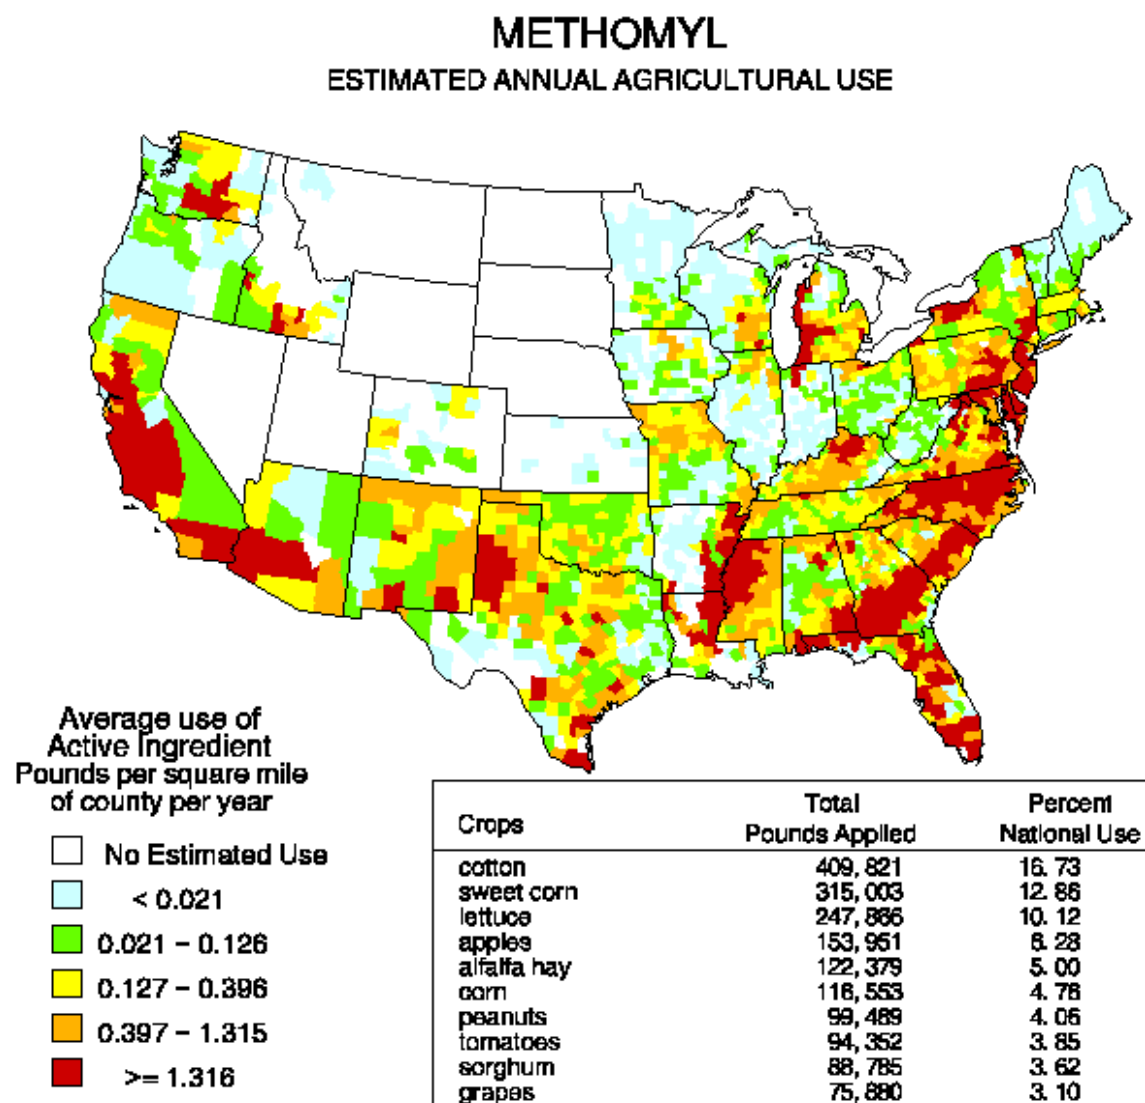 METHOMYL
ESTIMATED ANNUAL AGRICULTURAL USE
Average use of
Active Ingredient
Pounds per square mile
of county per year
No Estimated Use
< 0.021
0.021 – 0.126
0.127 – 0.396
0.397 – 1.315
>= 1.316
Total Percent
Crops Pounds Applied National Use
cotton 409, 821 16. 73
sweet corn 315, 003 12. 86
lettuce 10. 12
apples 153, 951 6. 28
alfalfa hay 122, 379 5. 00
corn 116, 553 4. 76
peanuts 4. 06
tomatoes 94, 352 3. 85
sorghum 88, 785 3. 62
grapes 75, 880 3. 10